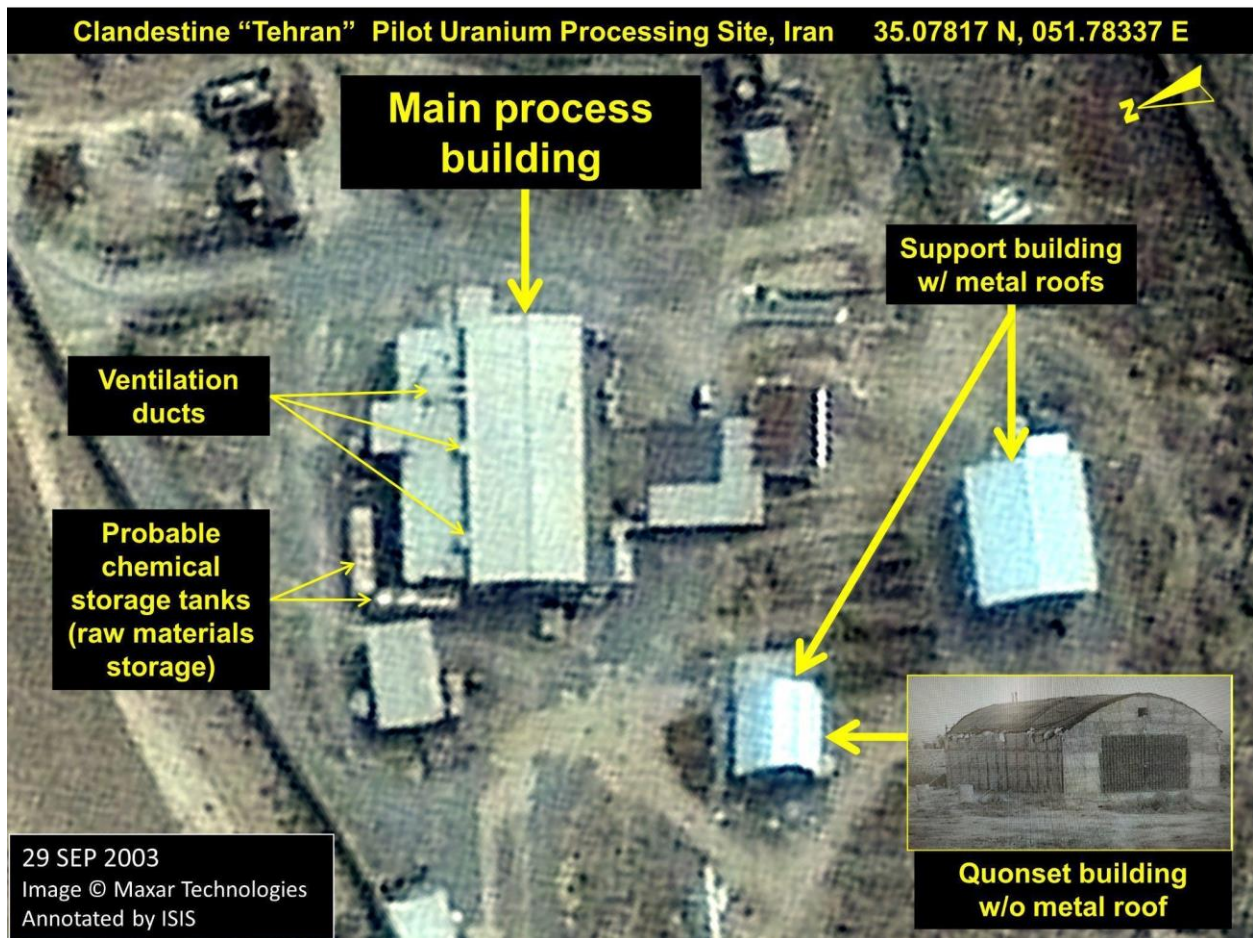 Clandestine “Tehran” Pilot Uranium Processing Site, Iran 35.07817 N, 051.78337 E
N
Main process
building
Support building
w/ metal roofs
Ventilation
ducts
Probable
chemical
storage tanks
(raw materials
storage)
29 SEP 2003
Image © Maxar Technologies
Annotated by ISIS
Quonset building
w/o metal roof